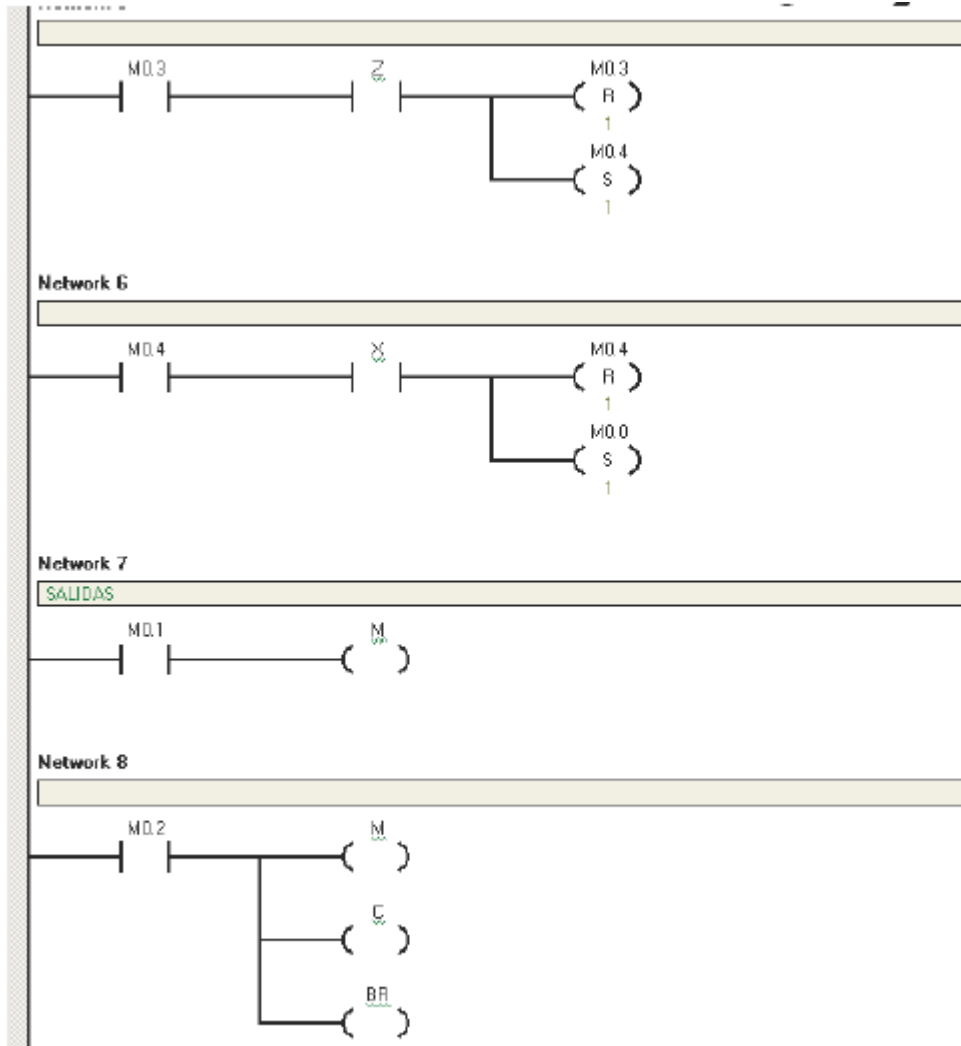 M0.3 Z M0.3
R
1
M0.4
S
1
Network 6
M0.4 X M0.4
R
1
M0.0
S
1
Network 7
SALIDAS
M0.1 M
Network 8
M0.2 M
C
BR